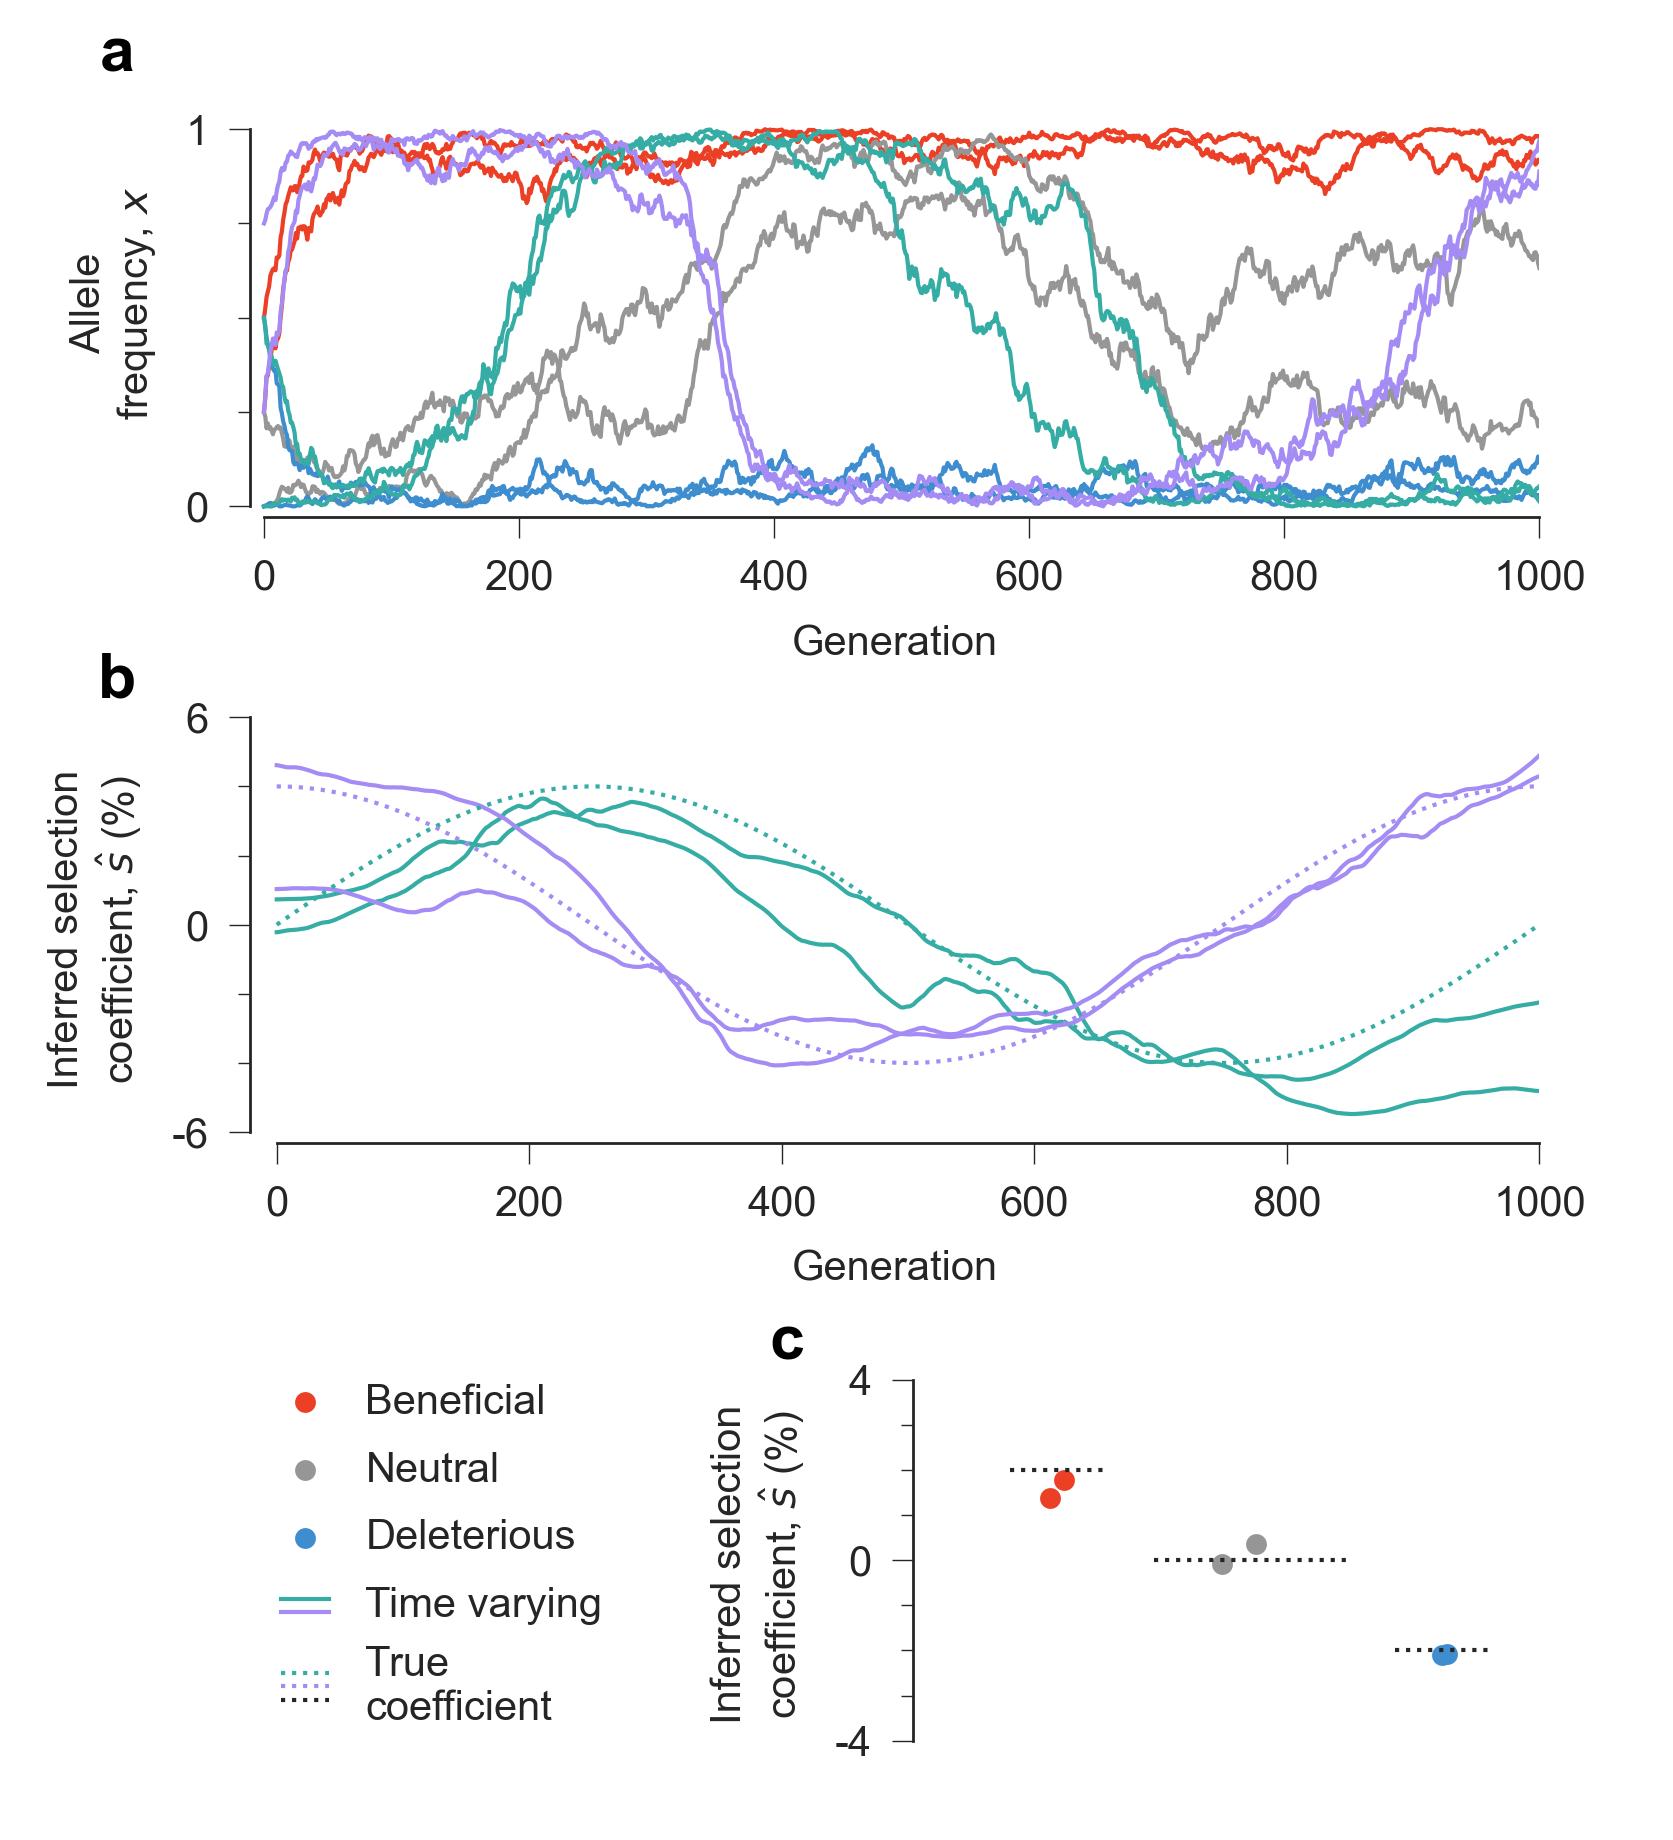 a
Allele
frequency, x
1
0
0 200 400 600 800 1000
Generation
b
Inferred selection
coefficient, ŝ (%)
6
0
-6
0 200 400 600 800 1000
Generation
Beneficial
Neutral
Deleterious
Time varying
True
coefficient
c
Inferred selection
coefficient, ŝ (%)
4
0
-4